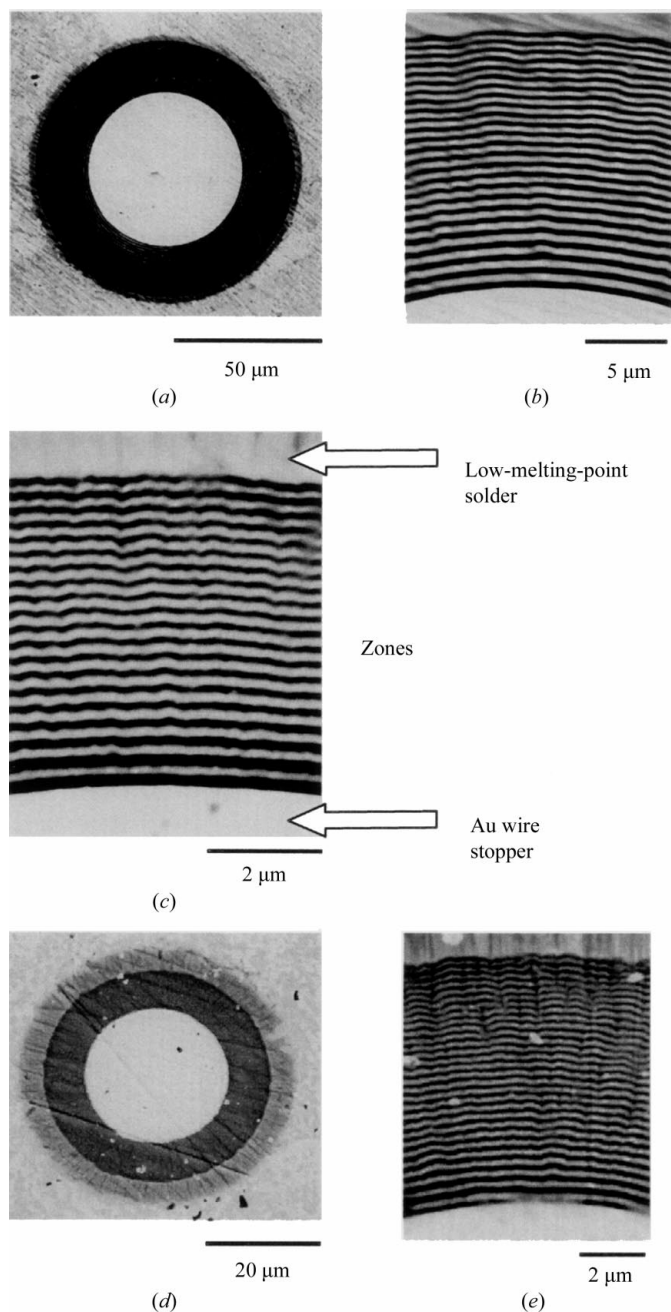 50 μm
(a)
5 μm
(b)
Low-melting-point
solder
Zones
Au wire
stopper
2 μm
(c)
20 μm
(d)
2 μm
(e)